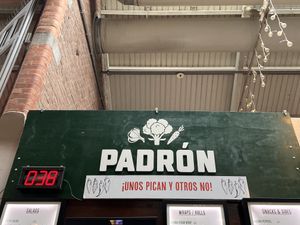 PADRÓN
¡UNOS PICAN Y OTROS NO!
038
SALADS
WRAPS / ROLLS
SNACKS & SIDES